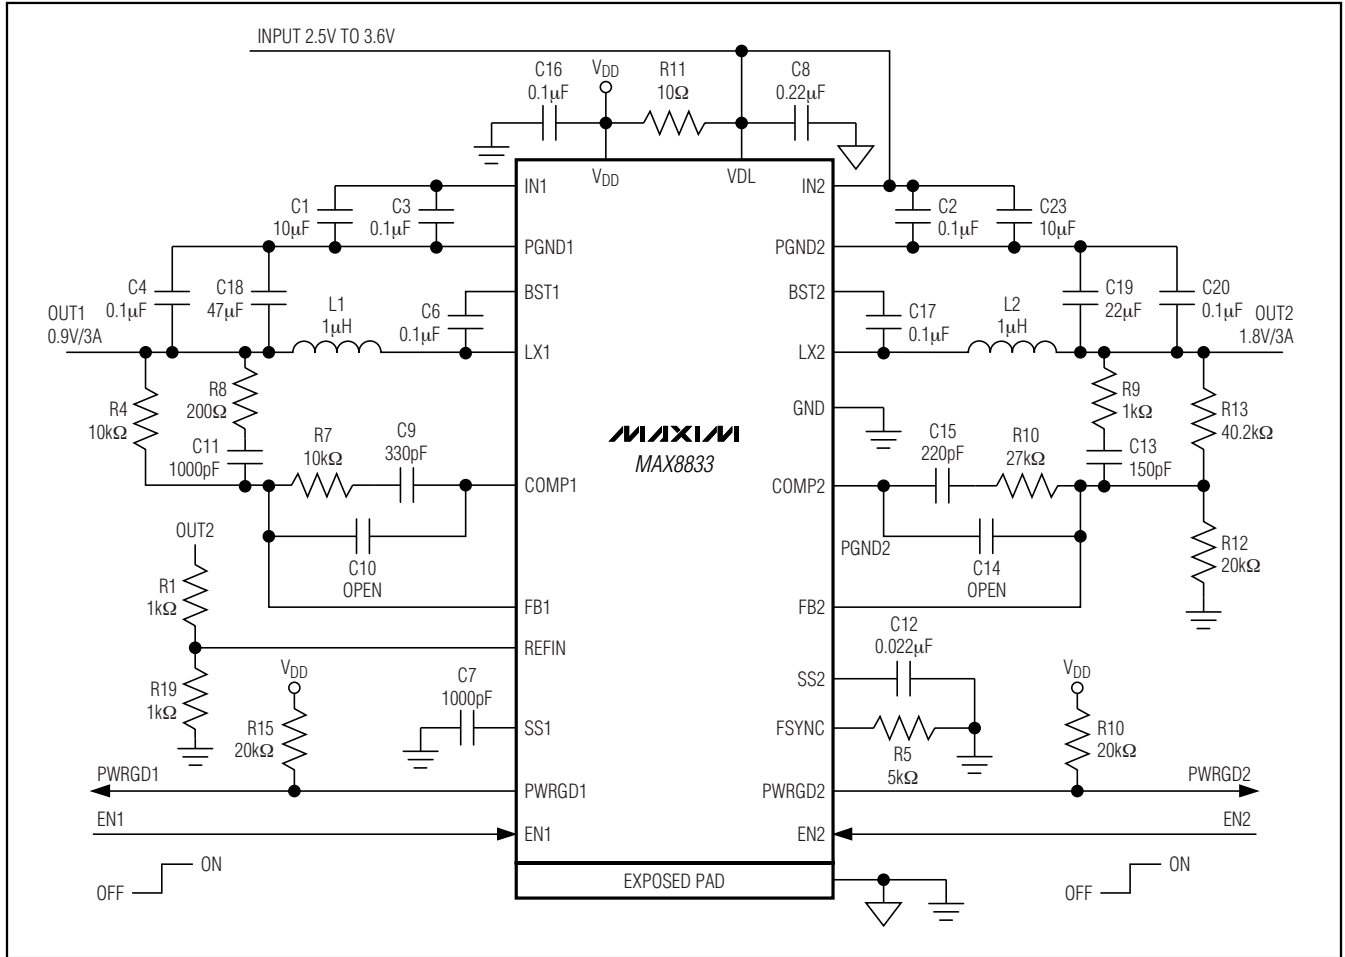 INPUT 2.5V TO 3.6V
C16
0.1μF
VDD
R11
10Ω
C8
0.22μF
VDD
VDL
IN1
IN2
C1
10μF
C3
0.1μF
C2
0.1μF
C23
10μF
PGND1
PGND2
C4
0.1μF
C18
47μF
L1
1μH
C6
0.1μF
BST1
BST2
C17
0.1μF
L2
1μH
C19
22μF
C20
0.1μF
OUT1
0.9V/3A
OUT2
1.8V/3A
LX1
LX2
R4
10kΩ
R8
200Ω
C11
1000pF
R7
10kΩ
C9
330pF
MAXIM
MAX8833
GND
C15
220pF
R10
27kΩ
R9
1kΩ
C13
150pF
R13
40.2kΩ
COMP1
COMP2
OUT2
C10
OPEN
PGND2
C14
OPEN
R12
20kΩ
R1
1kΩ
FB1
FB2
REFIN
C12
0.022μF
R19
1kΩ
VDD
R15
20kΩ
C7
1000pF
SS2
SS1
FSYNC
R5
5kΩ
VDD
R10
20kΩ
PWRGD1
PWRGD1
PWRGD2
PWRGD2
EN1
EN1
EN2
EN2
OFF
ON
EXPOSED PAD
OFF
ON